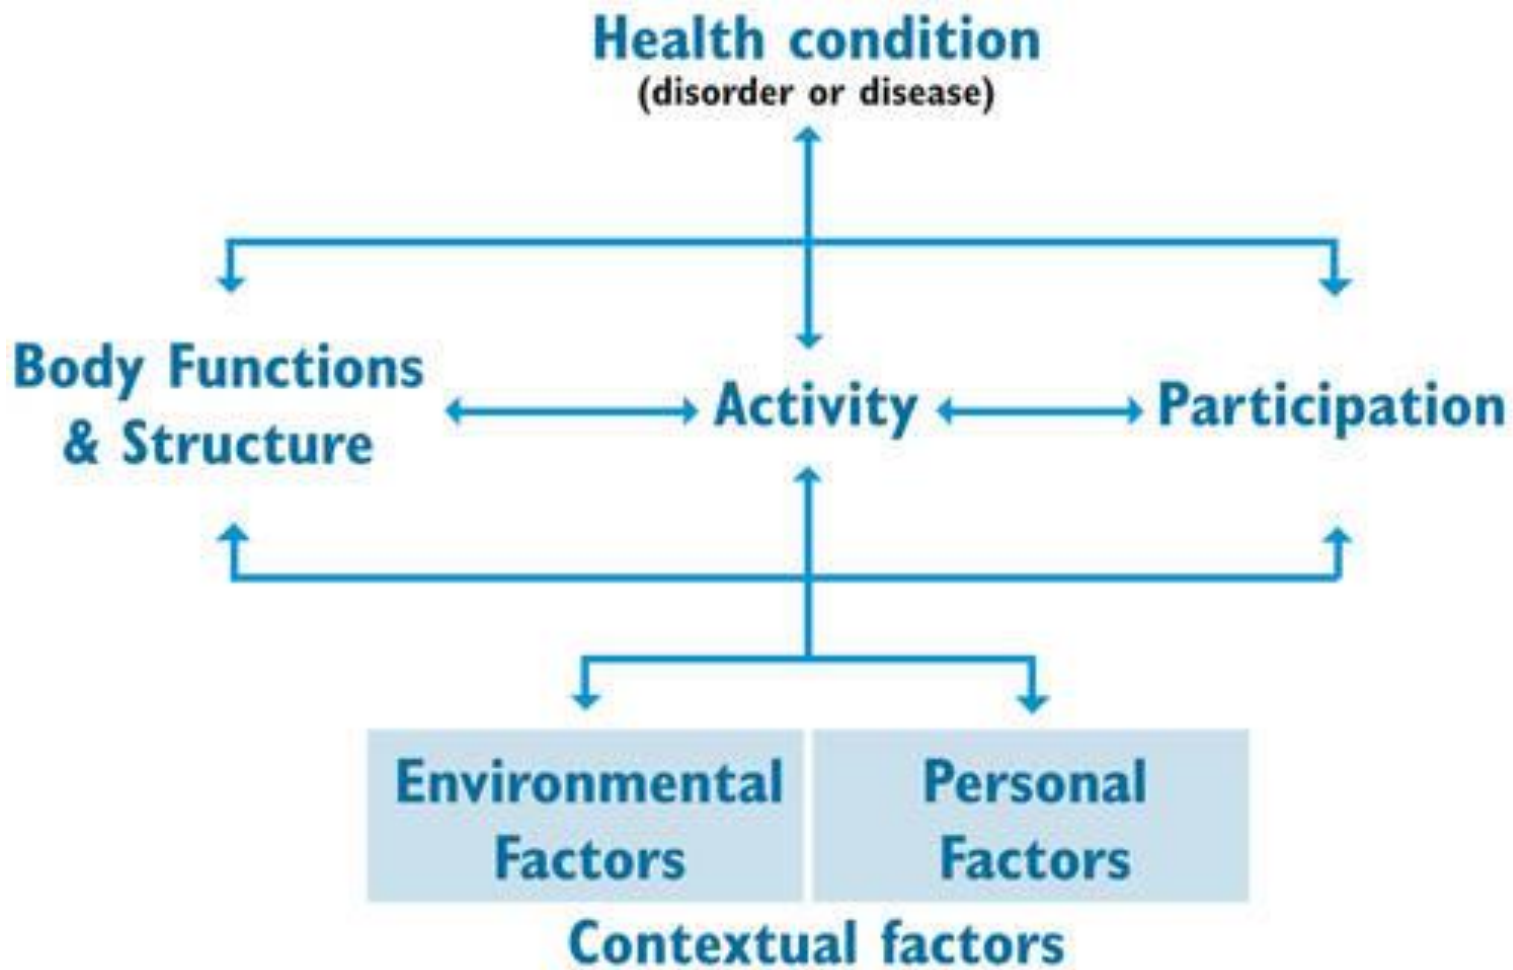 Health condition
(disorder or disease)
Body Functions
& Structure
Activity
Participation
Environmental
Factors
Personal
Factors
Contextual factors